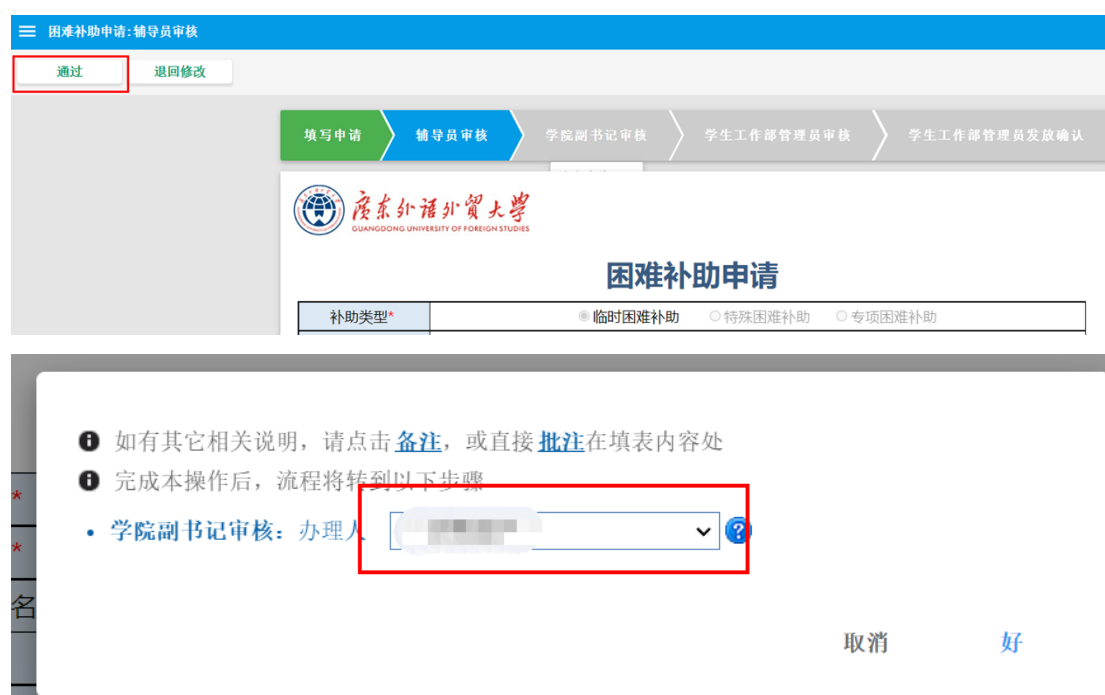 困难补助申请:辅导员审核
通过 退回修改
填写申请 辅导员审核 学院副书记审核 学生工作部管理员审核 学生工作部管理员发放确认
廣东外语外贸大学
GUANGDONG UNIVERSITY OF FOREIGN STUDIES
困难补助申请
补助类型* 临时困难补助 特殊困难补助 专项困难补助
如有其它相关说明，请点击备注，或直接批注在填表内容处
完成本操作后，流程将转到以下步骤
* 学院副书记审核：办理人
*
名
取消 好